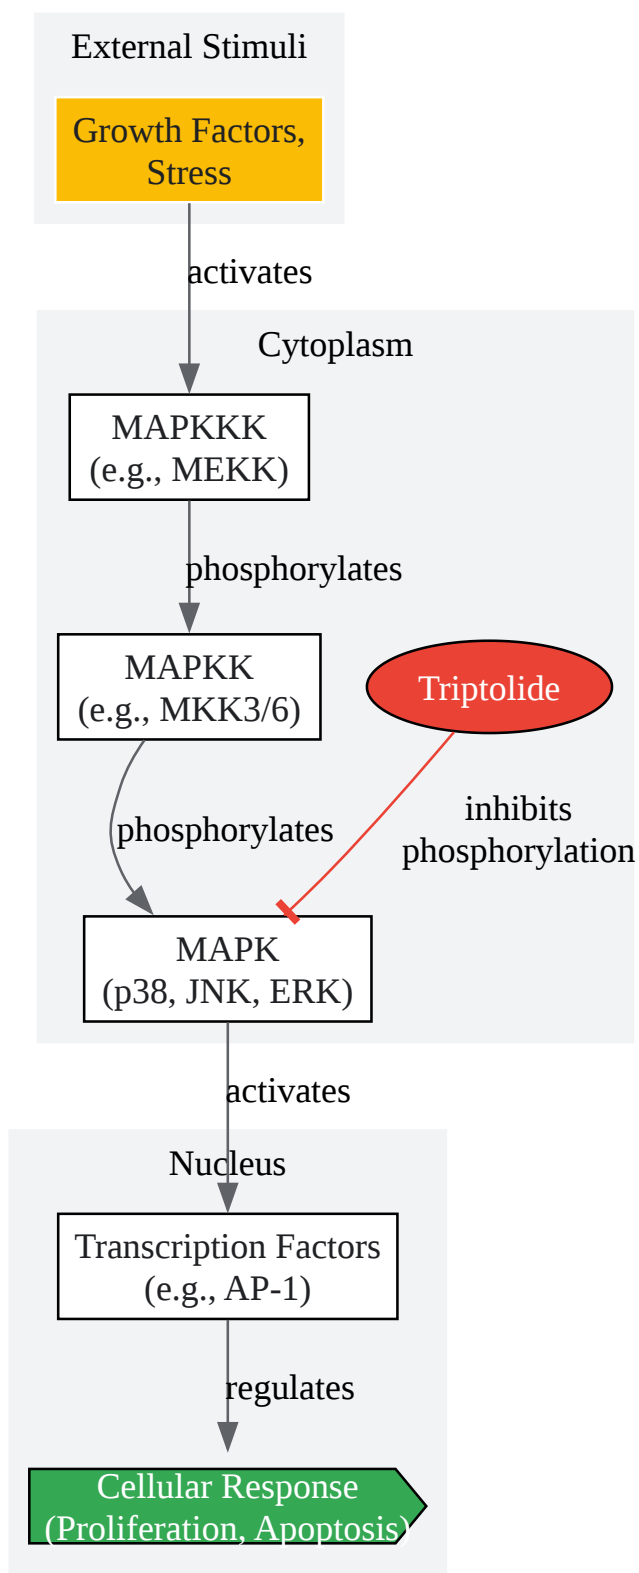 External Stimuli
Growth Factors,
Stress
activates
Cytoplasm
MAPKKK
(e.g., MEKK)
phosphorylates
MAPKK
(e.g., MKK3/6)
Triptolide
phosphorylates
inhibits
phosphorylation
MAPK
(p38, JNK, ERK)
activates
Nucleus
Transcription Factors
(e.g., AP-1)
regulates
Cellular Response
(Proliferation, Apoptosis)